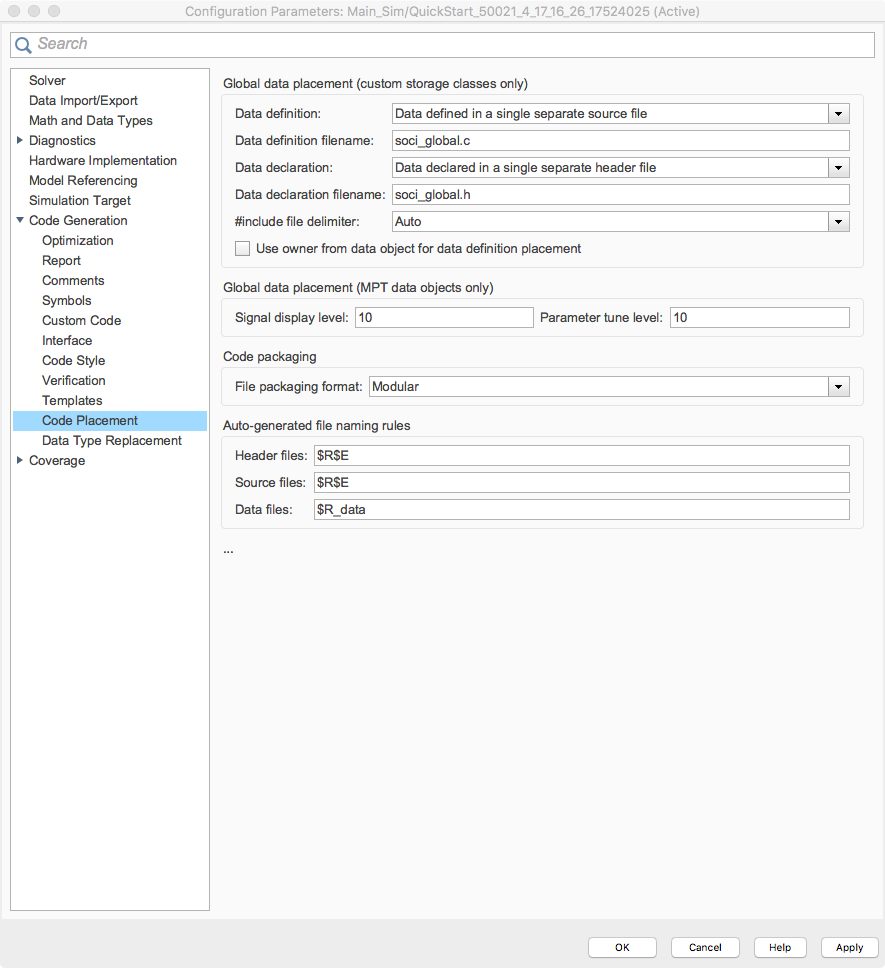 Configuration Parameters: Main_Sim/QuickStart_50021_4_17_16_26_17524025 (Active)
Search
Solver
Data Import/Export
Math and Data Types
Diagnostics
Hardware Implementation
Model Referencing
Simulation Target
Code Generation
Optimization
Report
Comments
Symbols
Custom Code
Interface
Code Style
Verification
Templates
Code Placement
Data Type Replacement
Coverage
Global data placement (custom storage classes only)
Data definition: Data defined in a single separate source file
Data definition filename: soci_global.c
Data declaration: Data declared in a single separate header file
Data declaration filename: soci_global.h
#include file delimiter: Auto
Use owner from data object for data definition placement
Global data placement (MPT data objects only)
Signal display level: 10 Parameter tune level: 10
Code packaging
File packaging format: Modular
Auto-generated file naming rules
Header files: $R$E
Source files: $R$E
Data files: $R_data
...
OK Cancel Help Apply